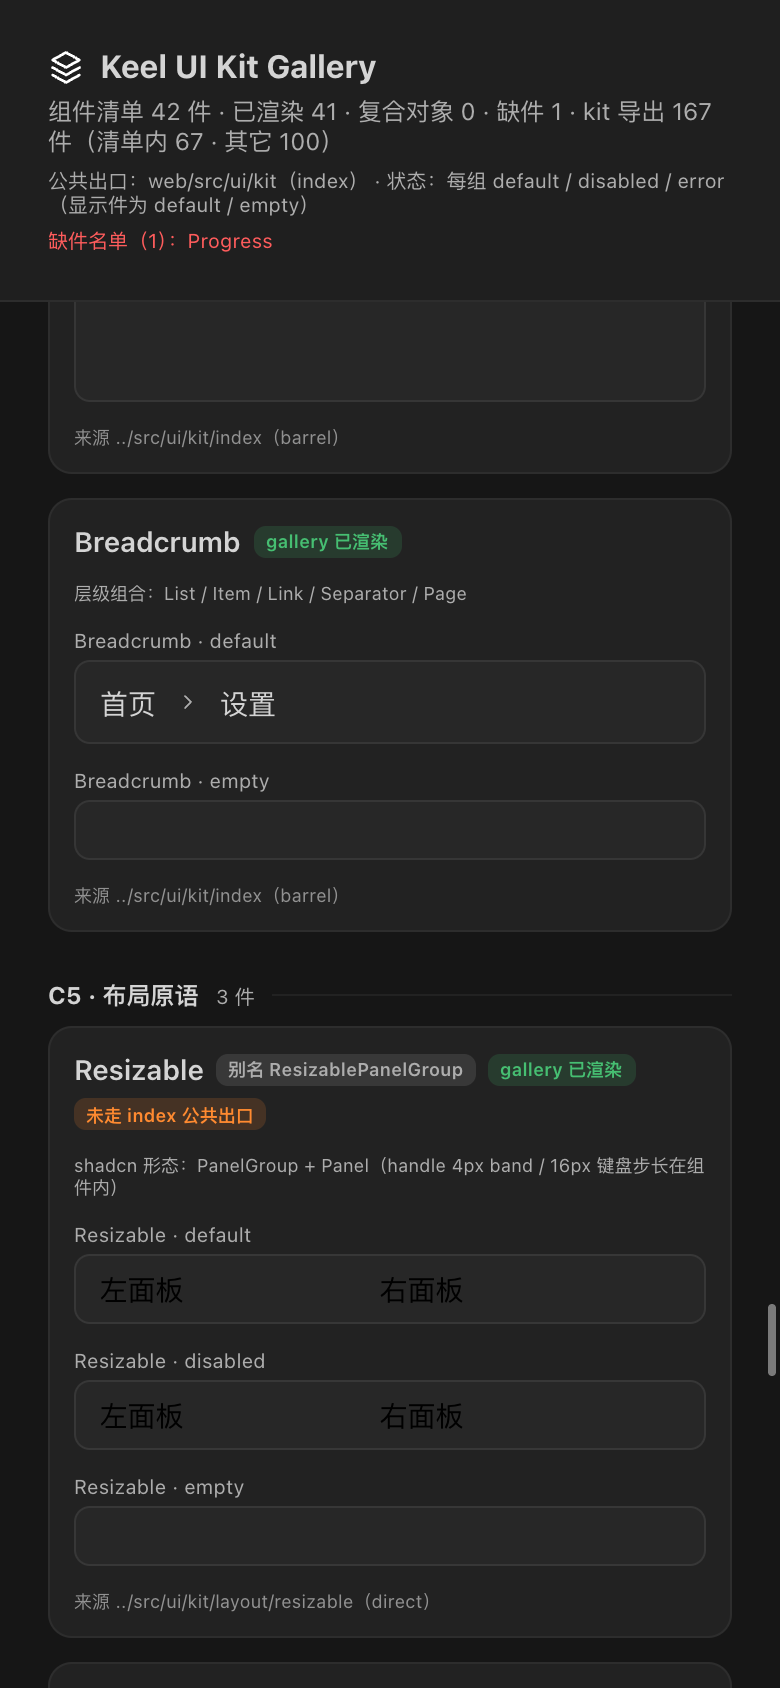 Keel UI Kit Gallery
组件清单 42 件 · 已渲染 41 · 复合对象 0 · 缺件 1 · kit 导出 167
件（清单内 67 · 其它 100）
公共出口：web/src/ui/kit（index） · 状态：每组 default / disabled / error
（显示件为 default / empty）
缺件名单（1）：Progress
来源 ../src/ui/kit/index（barrel）
Breadcrumb gallery 已渲染
层级组合：List / Item / Link / Separator / Page
Breadcrumb · default
首页 > 设置
Breadcrumb · empty
来源 ../src/ui/kit/index（barrel）
C5 · 布局原语 3 件
Resizable 别名 ResizablePanelGroup gallery 已渲染
未走 index 公共出口
shadcn 形态：PanelGroup + Panel（handle 4px band / 16px 键盘步长在组
件内）
Resizable · default
左面板 右面板
Resizable · disabled
左面板 右面板
Resizable · empty
来源 ../src/ui/kit/layout/resizable（direct）